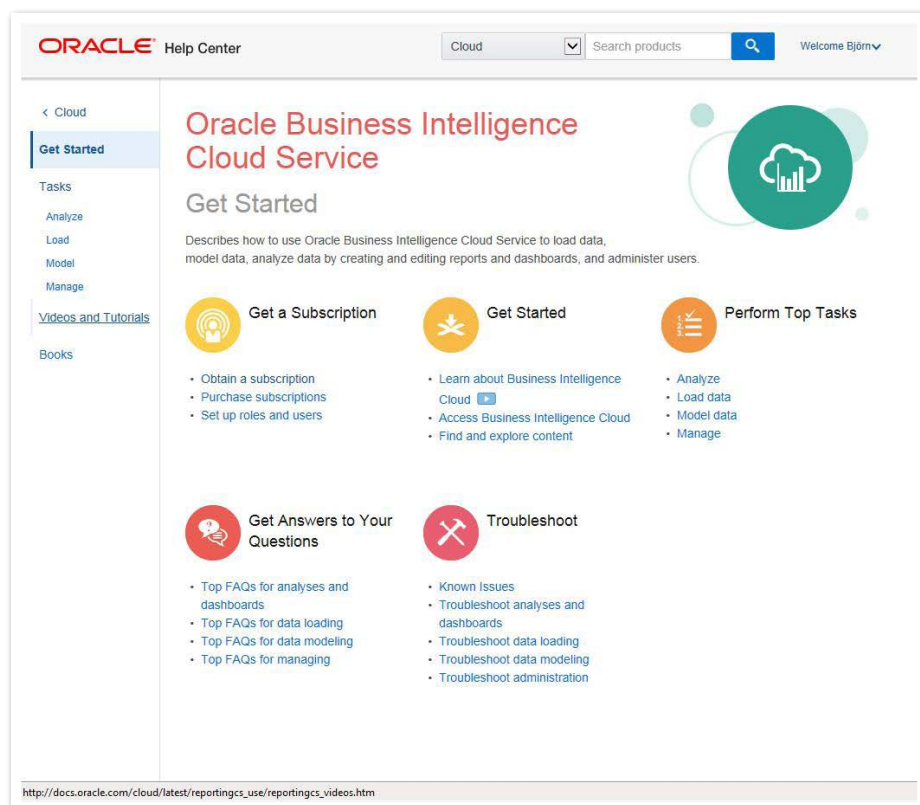 ORACLE® Help Center
Cloud
Search products
Welcome Björn
< Cloud
Get Started
Tasks
Analyze
Load
Model
Manage
Videos and Tutorials
Books
Oracle Business Intelligence
Cloud Service
Get Started
Describes how to use Oracle Business Intelligence Cloud Service to load data,
model data, analyze data by creating and editing reports and dashboards, and administer users.
Get a Subscription
• Obtain a subscription
• Purchase subscriptions
• Set up roles and users
Get Started
• Learn about Business Intelligence
Cloud
• Access Business Intelligence Cloud
• Find and explore content
1.
2.
3.
Perform Top Tasks
• Analyze
• Load data
• Model data
• Manage
?
Get Answers to Your
Questions
• Top FAQs for analyses and
dashboards
• Top FAQs for data loading
• Top FAQs for data modeling
• Top FAQs for managing
Troubleshoot
• Known Issues
• Troubleshoot analyses and
dashboards
• Troubleshoot data loading
• Troubleshoot data modeling
• Troubleshoot administration
http://docs.oracle.com/cloud/latest/reportingcs_use/reportingcs_videos.htm